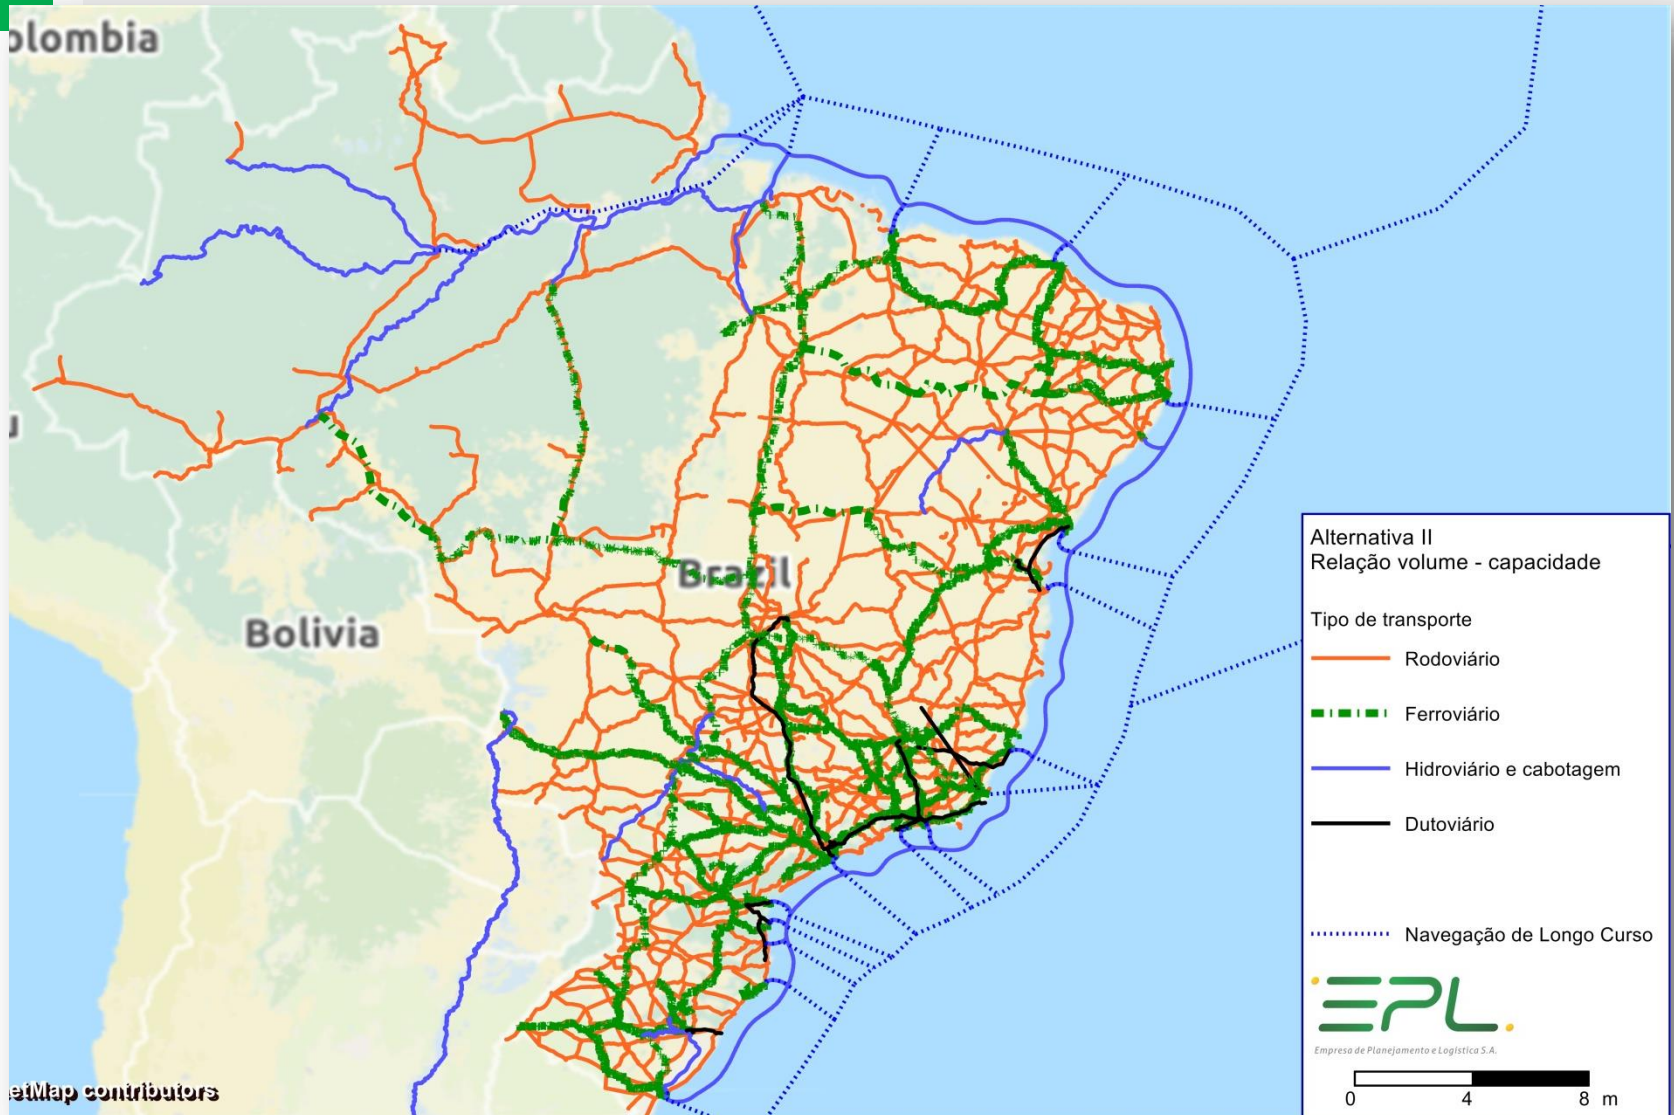 olombia
u
Brazil
Bolivia
etMap contributors
Alternativa II
Relação volume - capacidade
Tipo de transporte
Rodoviário
Ferroviário
Hidroviário e cabotagem
Dutoviário
Navegação de Longo Curso
EPL.
Empresa de Planejamento e Logística S.A.
0 4 8 m